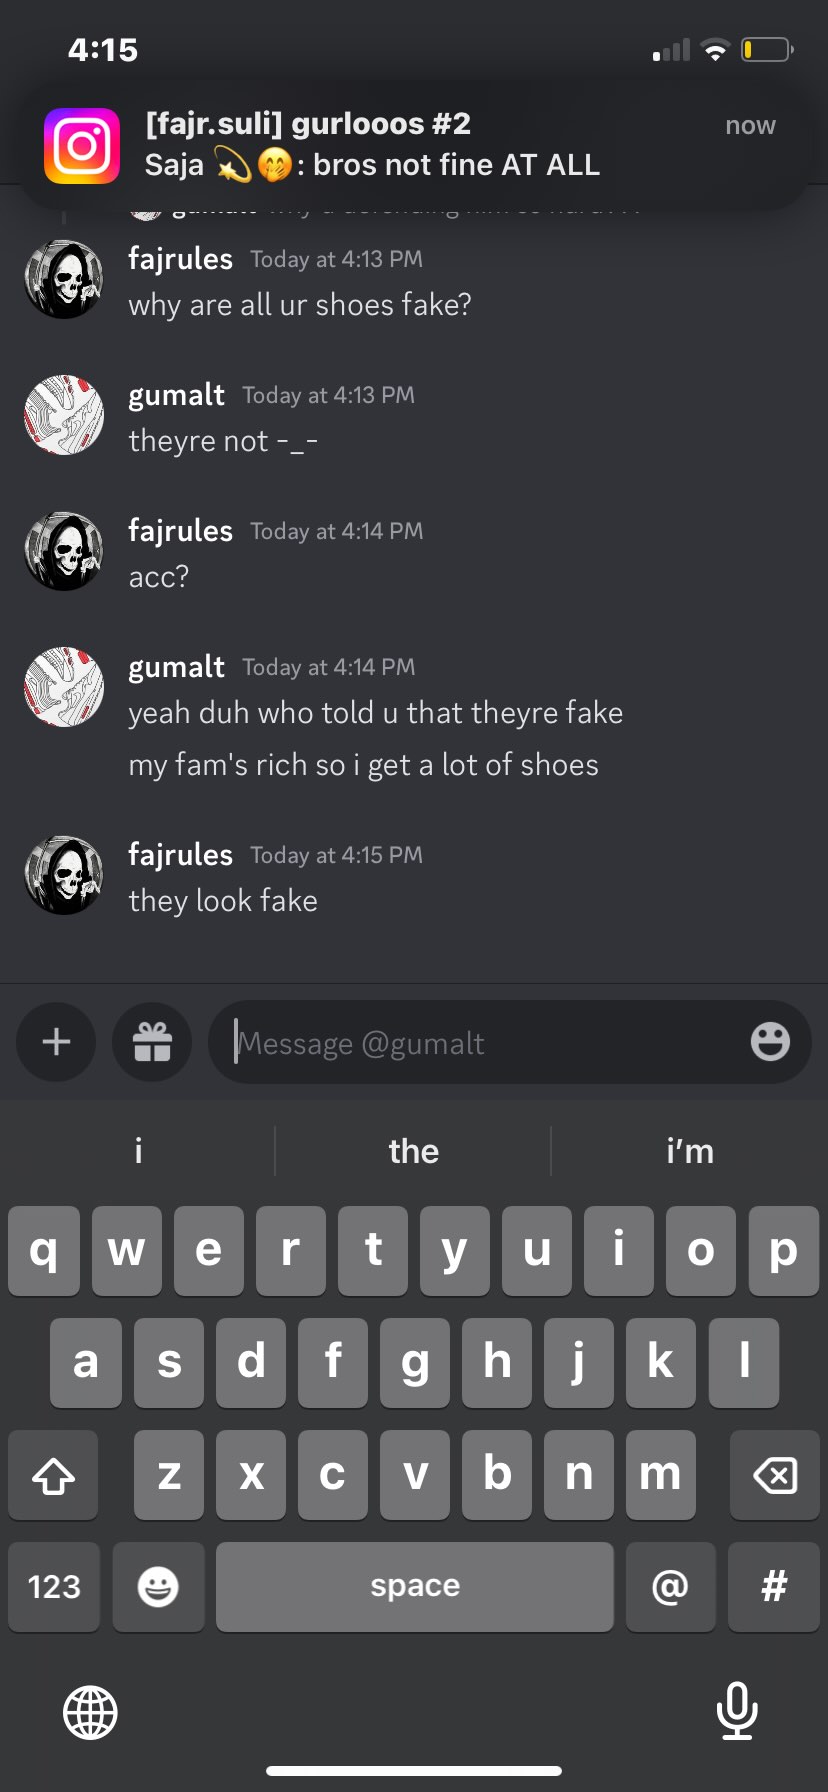 4:15
[fajr.suli] gurlooos #2
now
Saja 💫🤭: bros not fine AT ALL
fajrules Today at 4:13 PM
why are all ur shoes fake?
gumalt Today at 4:13 PM
theyre not -_-
fajrules Today at 4:14 PM
acc?
gumalt Today at 4:14 PM
yeah duh who told u that theyre fake
my fam's rich so i get a lot of shoes
fajrules Today at 4:15 PM
they look fake
Message @gumalt
i the i'm
q w e r t y u i o p
a s d f g h j k l
z x c v b n m
123 space @ #